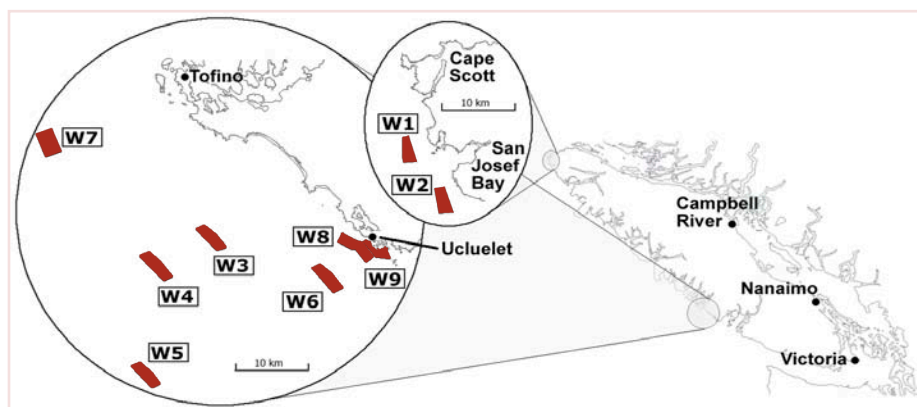 Tofino
W7
W3
W4
W5
W6
W8
W9
Ucluelet
10 km
Cape
Scott
10 km
W1
W2
San
Josef
Bay
Campbell
River
Nanaimo
Victoria